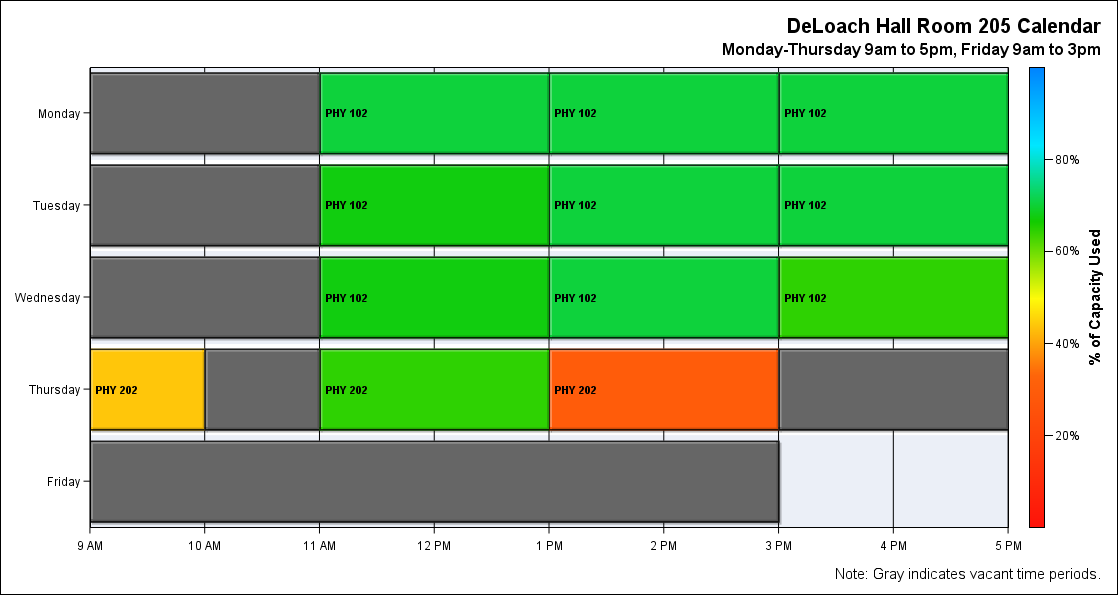 DeLoach Hall Room 205 Calendar
Monday-Thursday 9am to 5pm, Friday 9am to 3pm
Monday
PHY 102
PHY 102
PHY 102
Tuesday
PHY 102
PHY 102
PHY 102
Wednesday
PHY 102
PHY 102
PHY 102
Thursday
PHY 202
PHY 202
PHY 202
Friday
9 AM
10 AM
11 AM
12 PM
1 PM
2 PM
3 PM
4 PM
5 PM
80%
60%
40%
20%
% of Capacity Used
Note: Gray indicates vacant time periods.